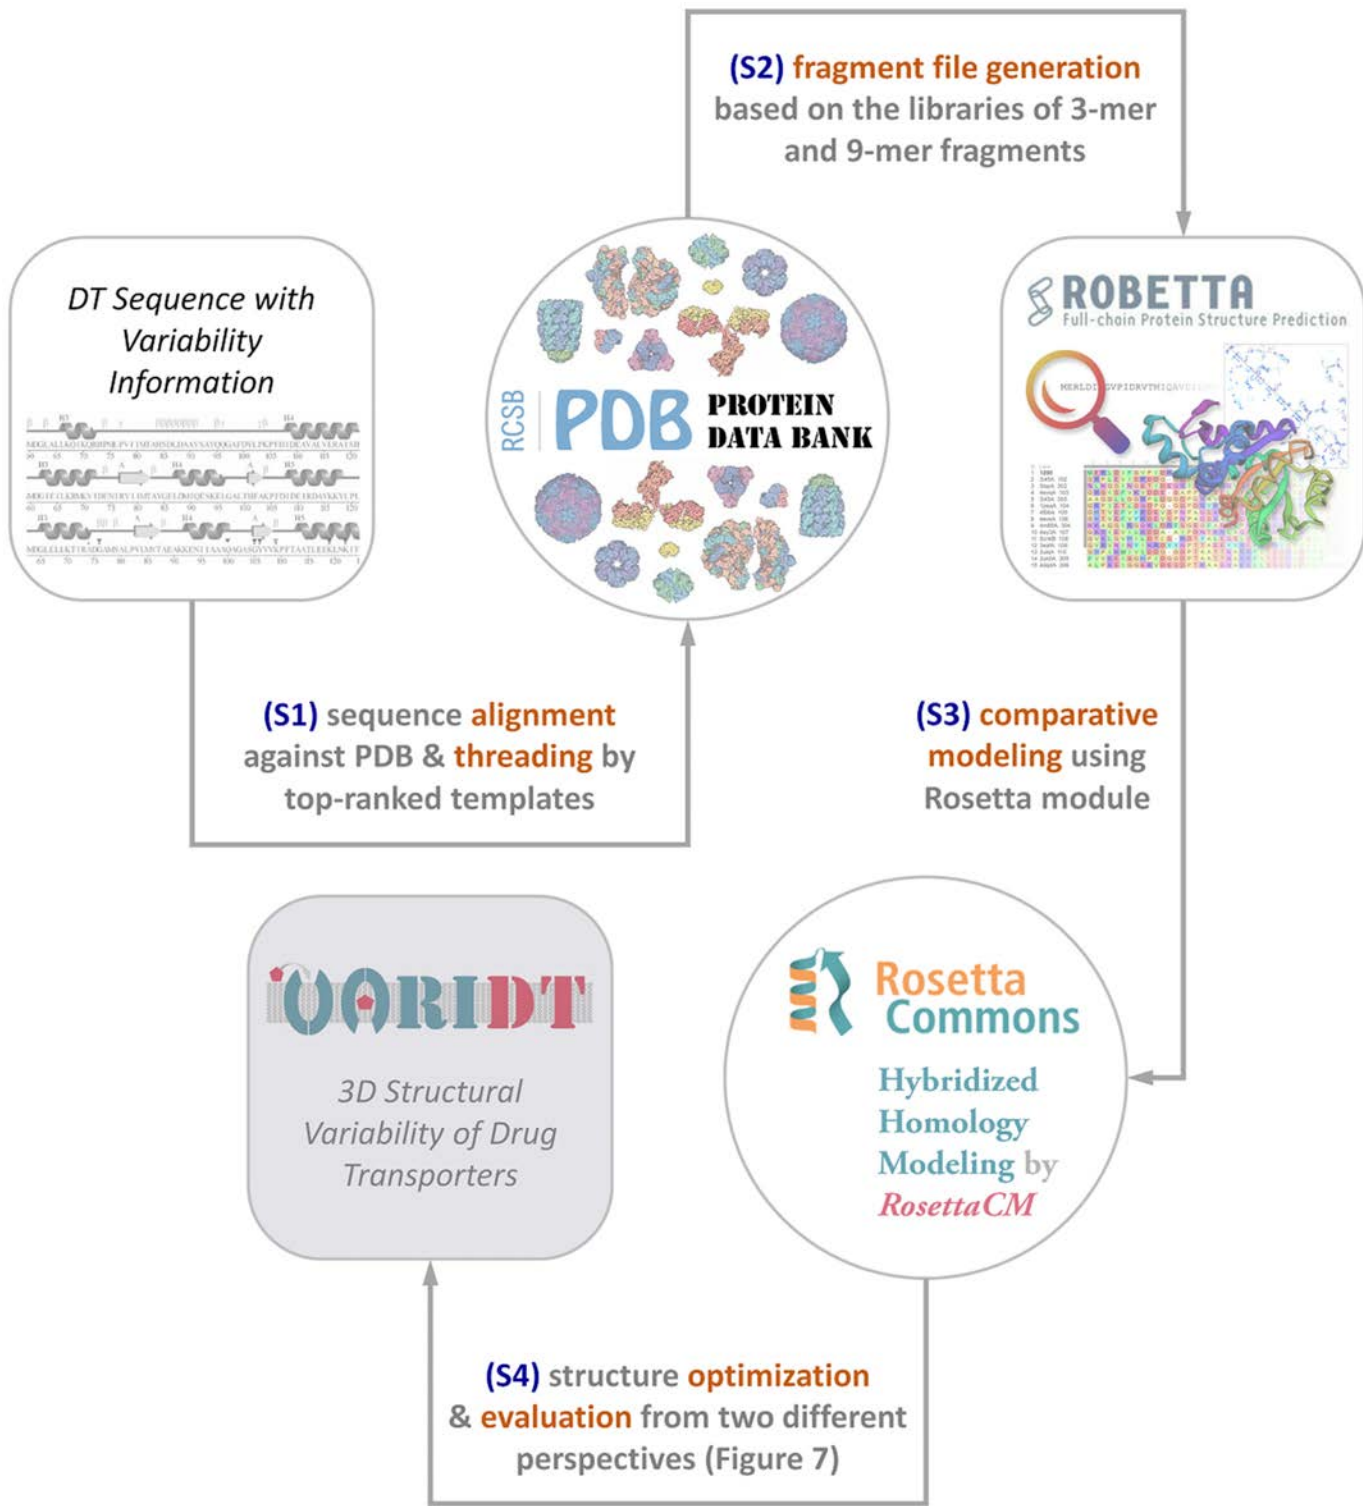 (S2) fragment file generation
based on the libraries of 3-mer
and 9-mer fragments
DT Sequence with
Variability
Information
RCSB
PDB PROTEIN
DATA BANK
ROBETTA
Full-chain Protein Structure Prediction
(S1) sequence alignment
against PDB & threading by
top-ranked templates
(S3) comparative
modeling using
Rosetta module
VARIDT
3D Structural
Variability of Drug
Transporters
Rosetta
Commons
Hybridized
Homology
Modeling by
RosettaCM
(S4) structure optimization
& evaluation from two different
perspectives (Figure 7)